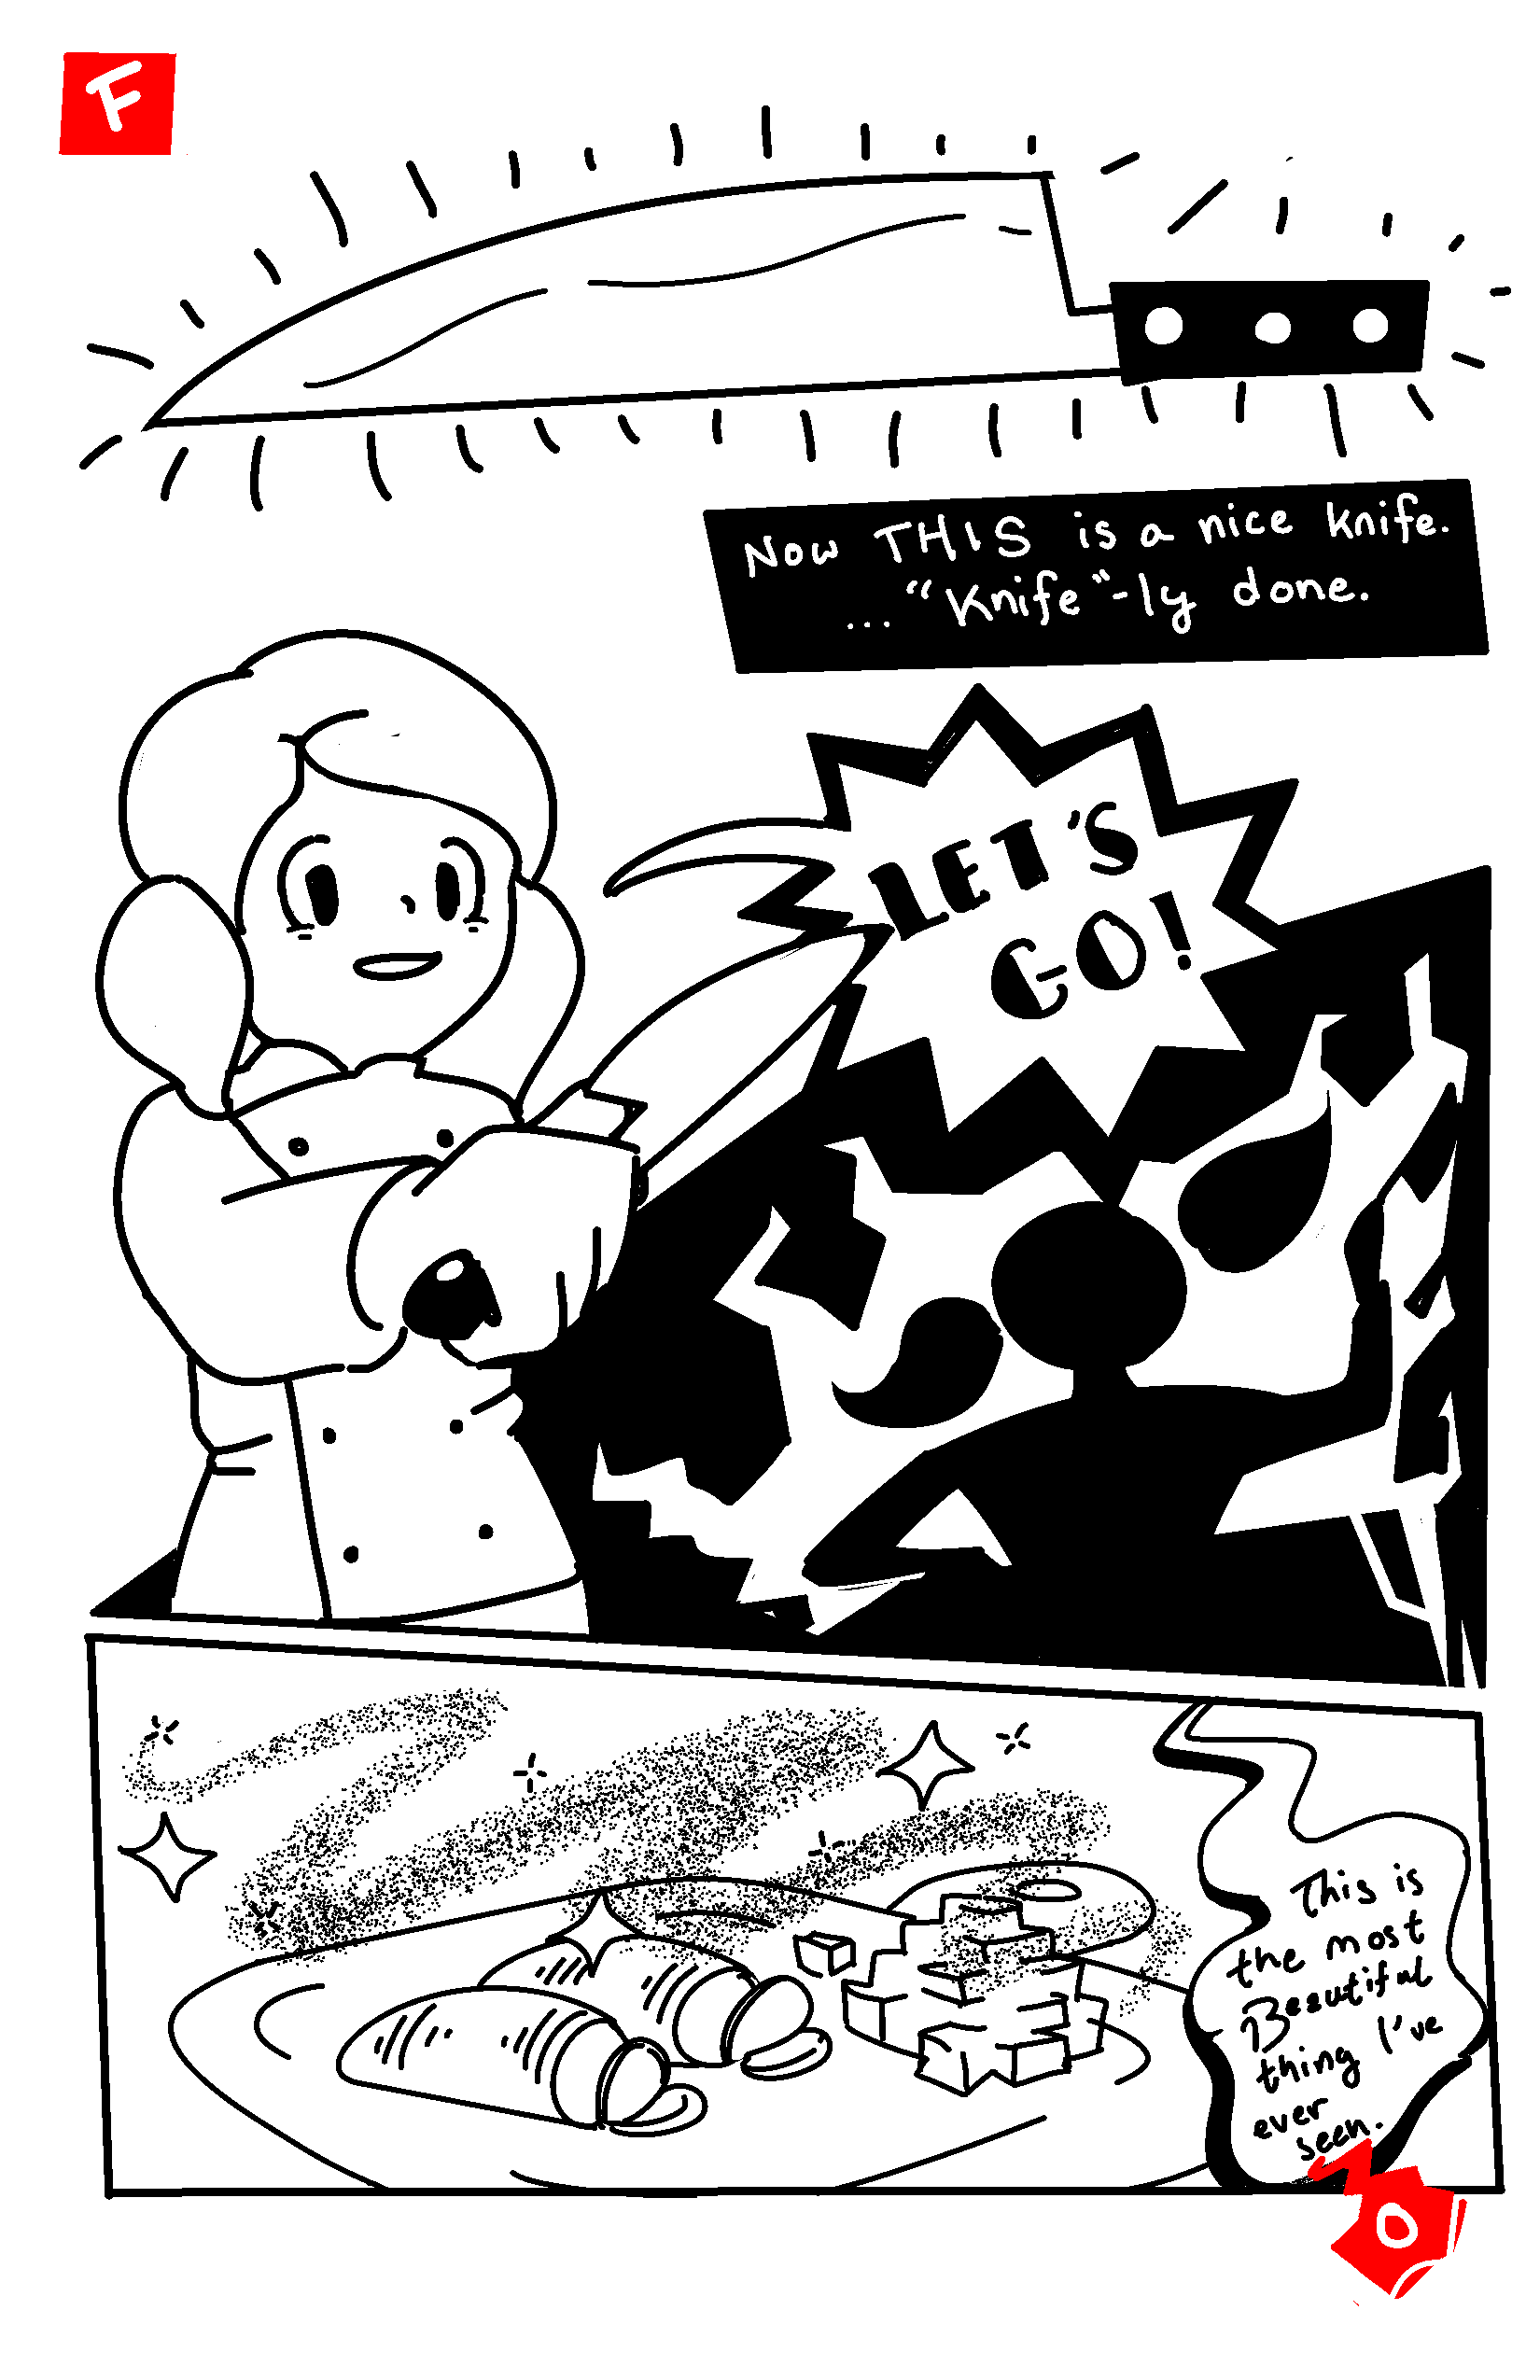 F
Now THIS is a nice knife.
... "Knife"-ly done.
LET'S
GO!
This is
the most
Beautiful
thing I've
ever
seen.
O